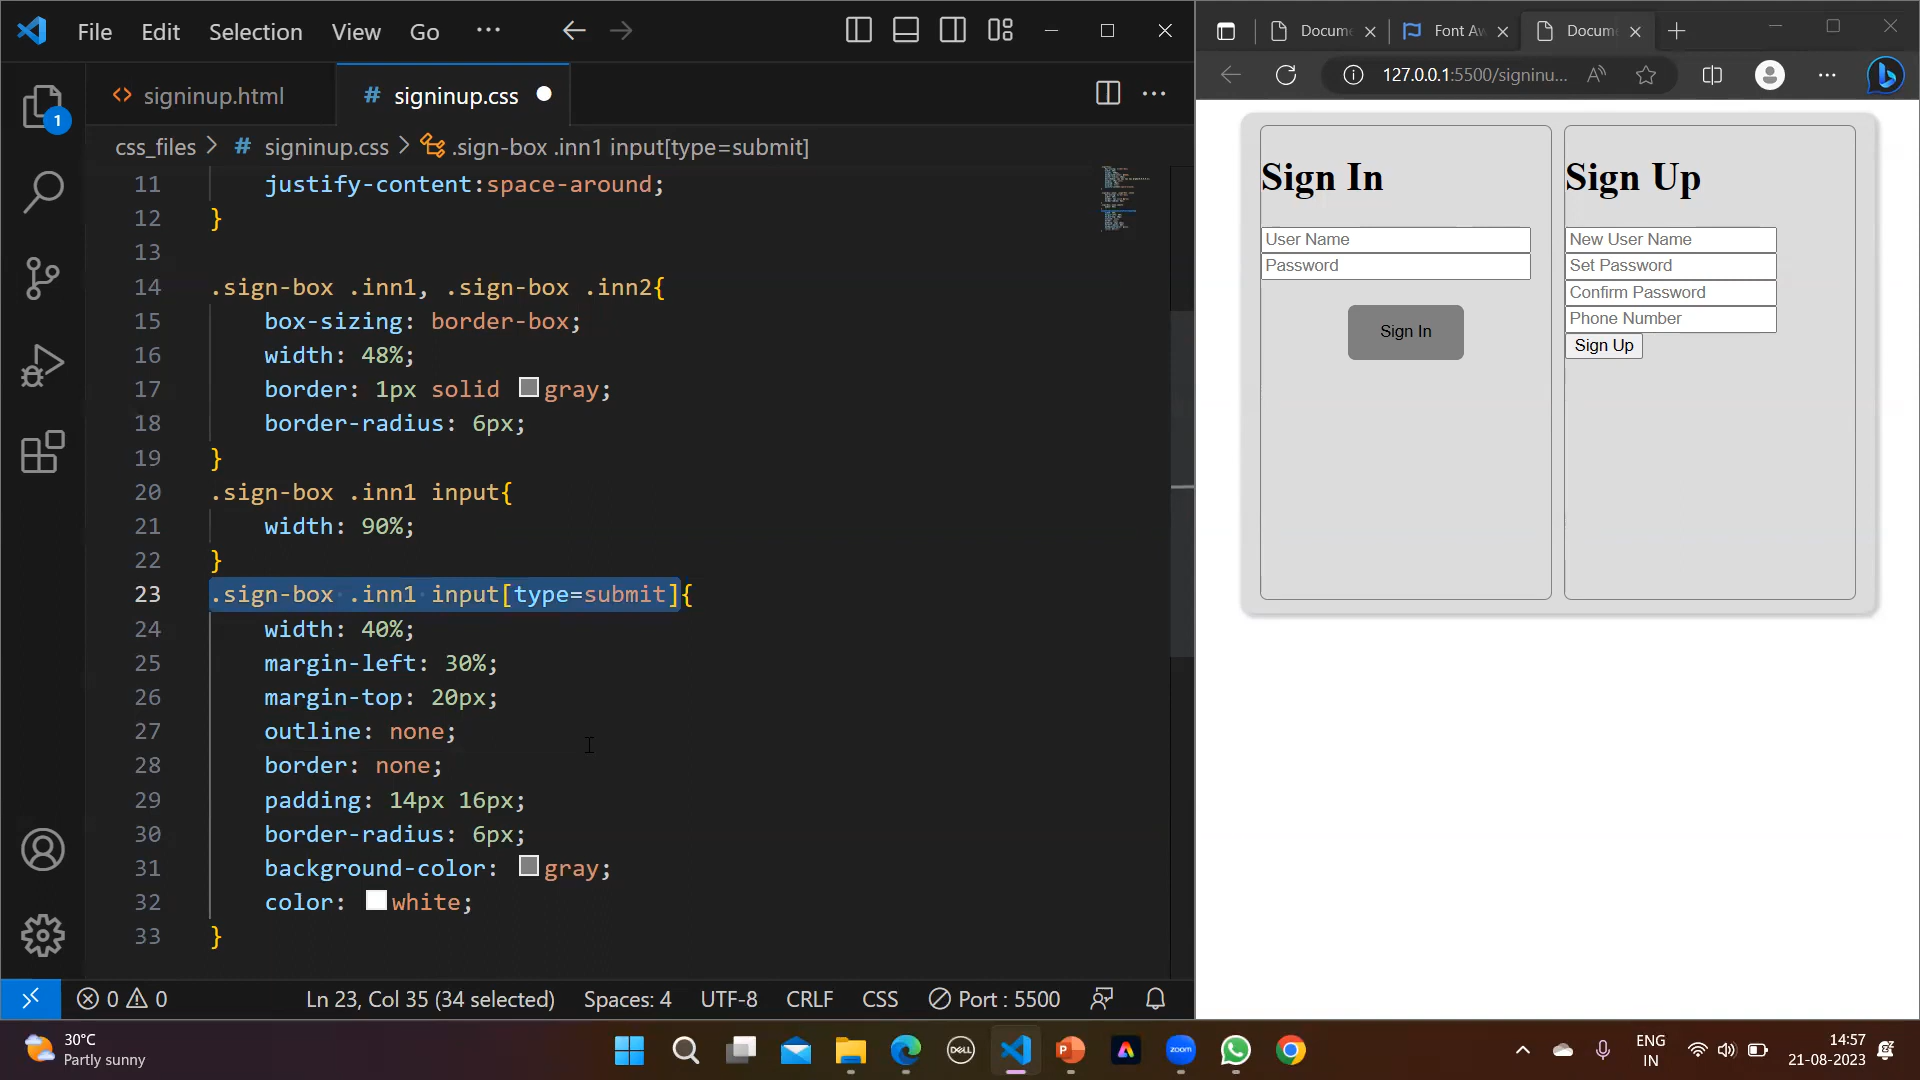 File Edit Selection View Go ···
signinup.html
# signinup.css
css_files > # signinup.css > .sign-box .inn1 input[type=submit]
1
11 justify-content:space-around;
12 }
13
14 .sign-box .inn1, .sign-box .inn2{
15 box-sizing: border-box;
16 width: 48%;
17 border: 1px solid gray;
18 border-radius: 6px;
19 }
20 .sign-box .inn1 input{
21 width: 90%;
22 }
23 .sign-box .inn1 input[type=submit]{
24 width: 40%;
25 margin-left: 30%;
26 margin-top: 20px;
27 outline: none;
28 border: none;
29 padding: 14px 16px;
30 border-radius: 6px;
31 background-color: gray;
32 color: white;
33 }
0 0 Ln 23, Col 35 (34 selected) Spaces: 4 UTF-8 CRLF CSS Port : 5500
Docum
Font Aw
Docum
127.0.0.1:5500/signinu...
Sign In
User Name
Password
Sign In
Sign Up
New User Name
Set Password
Confirm Password
Phone Number
Sign Up
30°C
Partly sunny
DELL
zoom
ENG
IN
14:57
21-08-2023